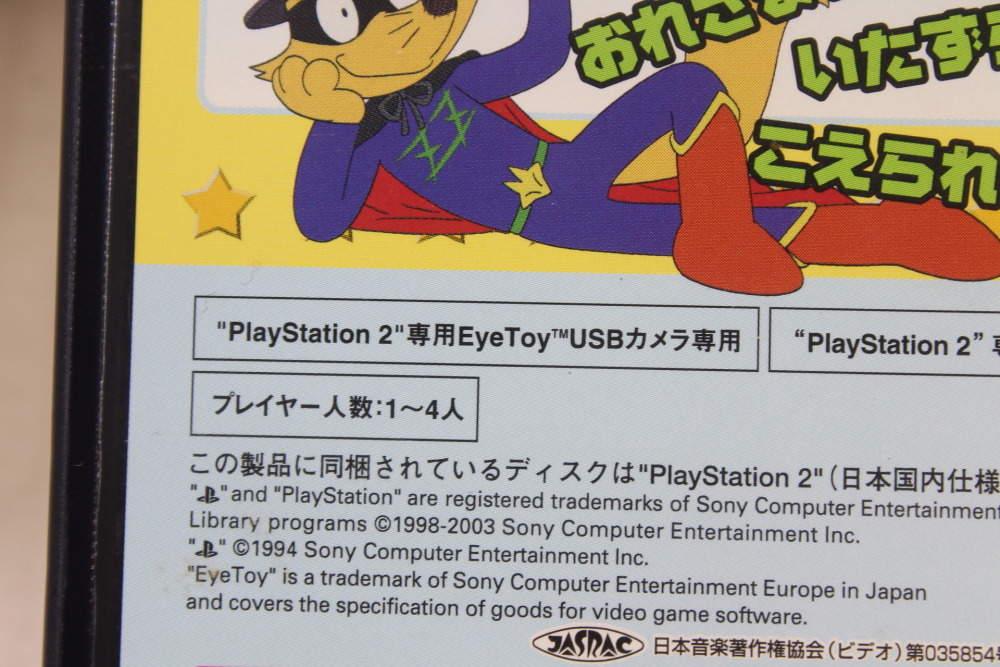 おれさま
いたずら
こえられ
"PlayStation 2"専用EyeToy™USBカメラ専用
“PlayStation 2”専
プレイヤー人数：1～4人
この製品に同梱されているディスクは"PlayStation 2"（日本国内仕様
" " and "PlayStation" are registered trademarks of Sony Computer Entertainment
Library programs ©1998-2003 Sony Computer Entertainment Inc.
" " ©1994 Sony Computer Entertainment Inc.
"EyeToy" is a trademark of Sony Computer Entertainment Europe in Japan
and covers the specification of goods for video game software.
JASRAC 日本音楽著作権協会（ビデオ）第035854号